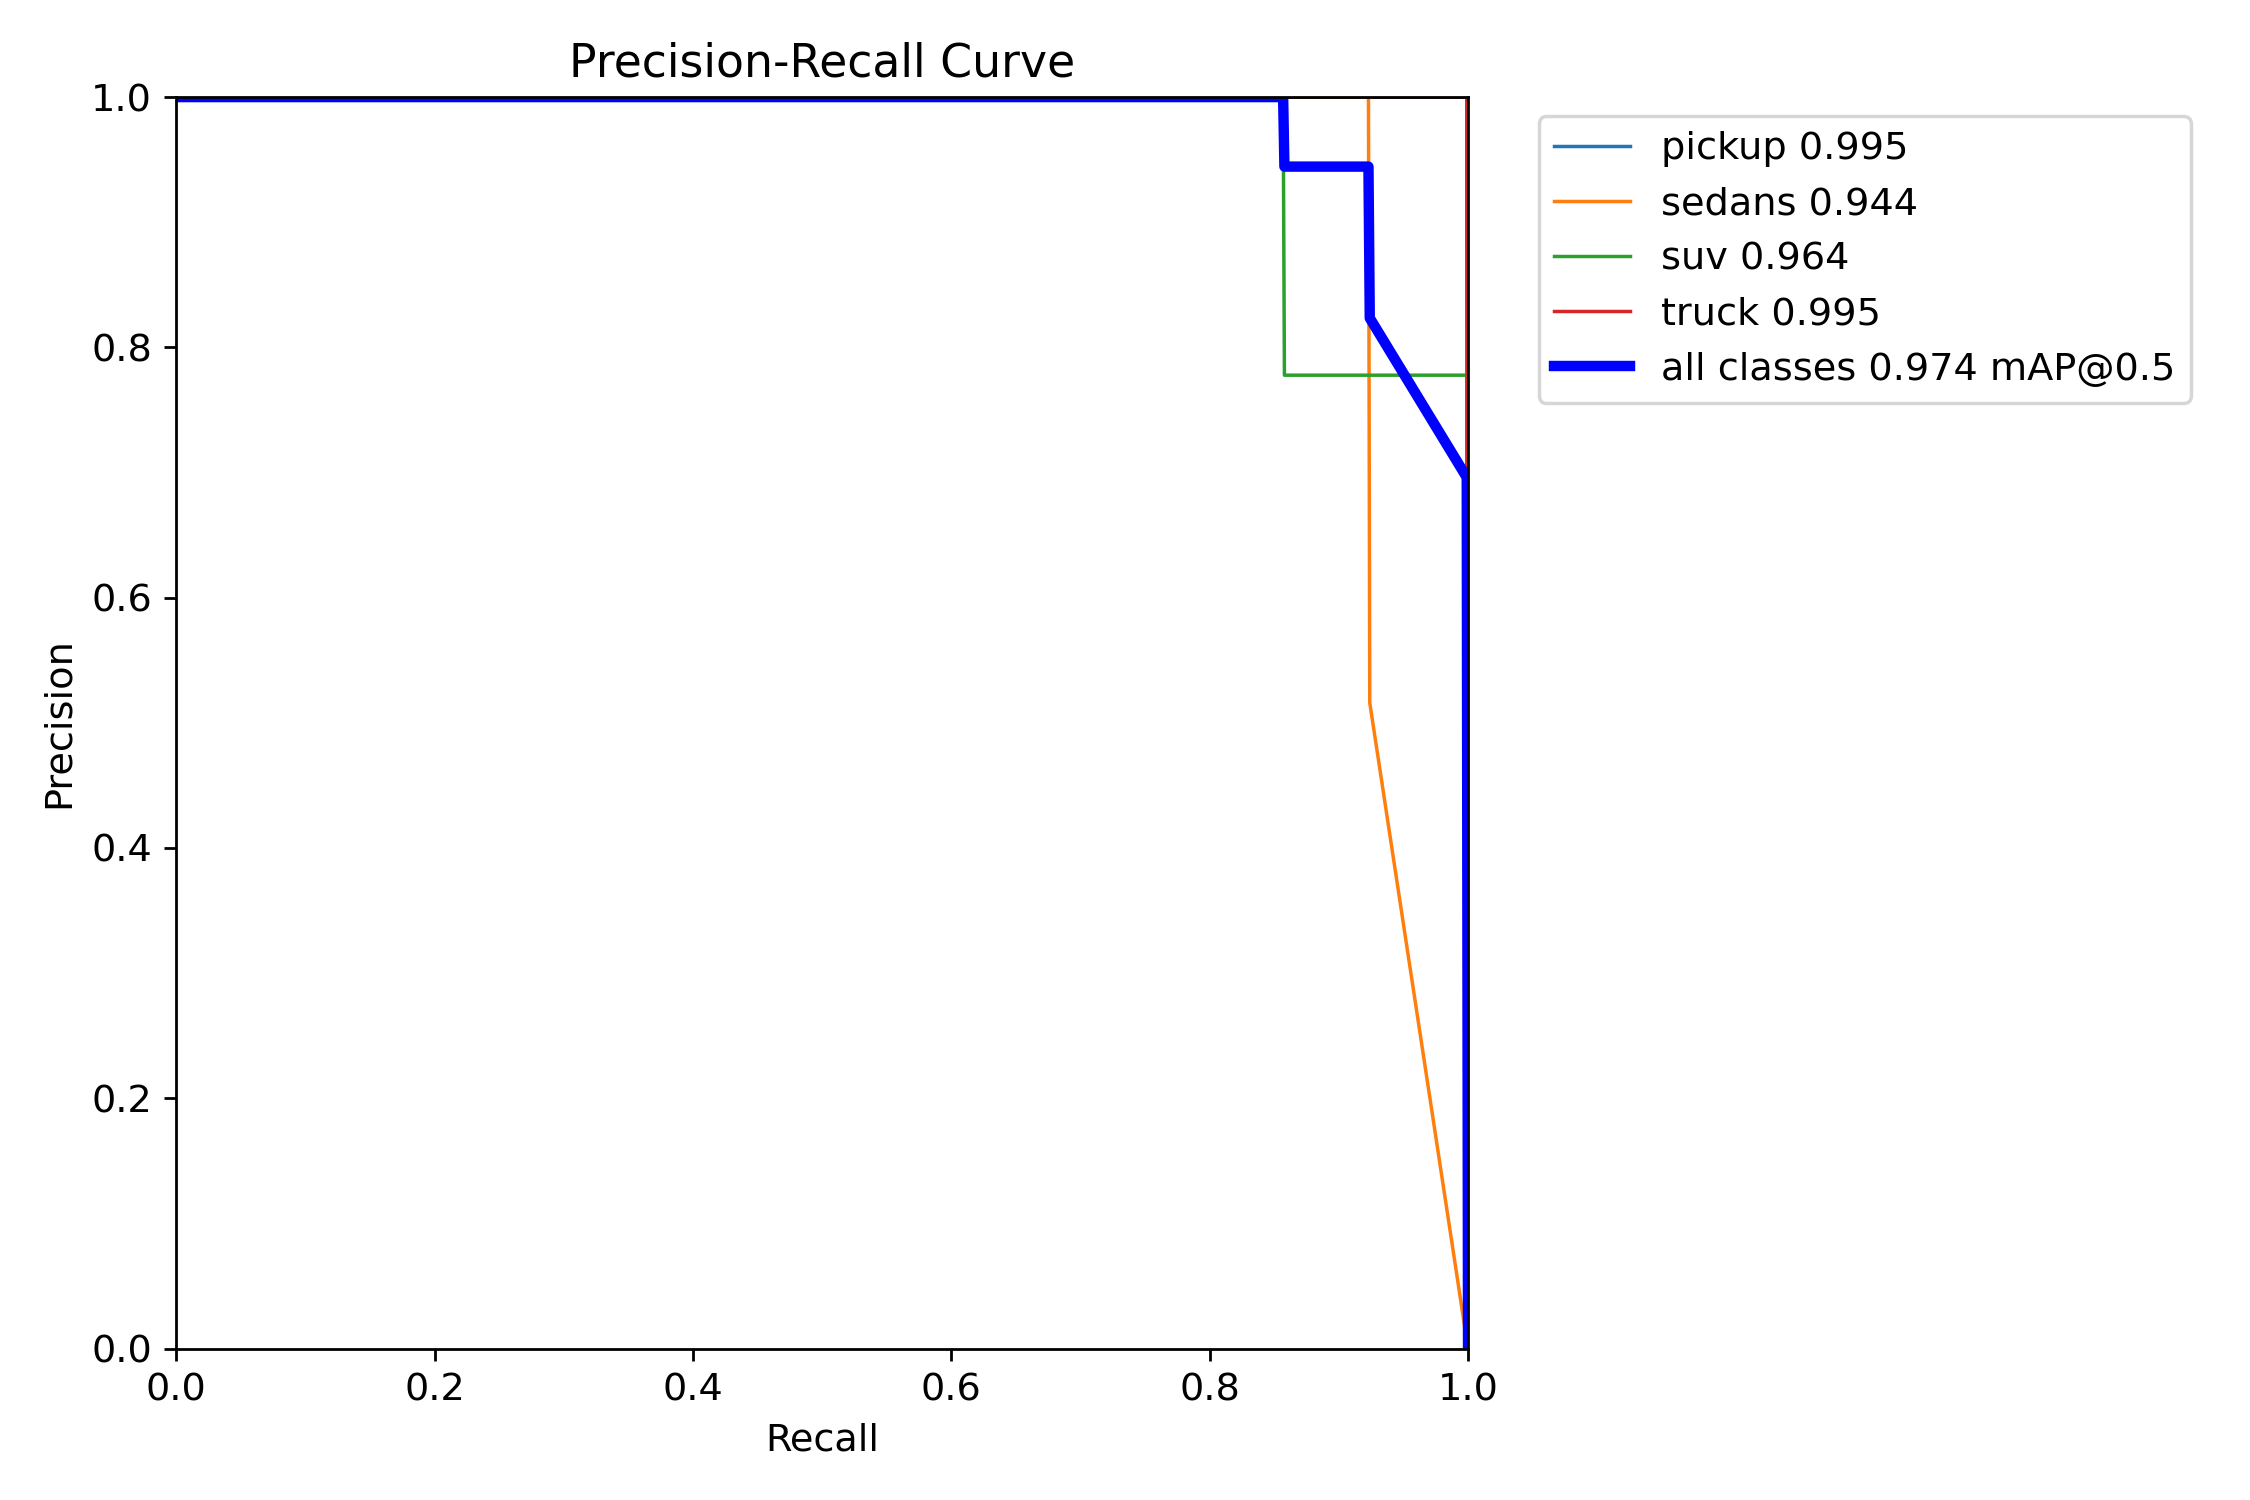 Precision-Recall Curve
1.0
0.8
0.6
0.4
0.2
0.0
Precision
0.0 0.2 0.4 0.6 0.8 1.0
Recall
pickup 0.995
sedans 0.944
suv 0.964
truck 0.995
all classes 0.974 mAP@0.5